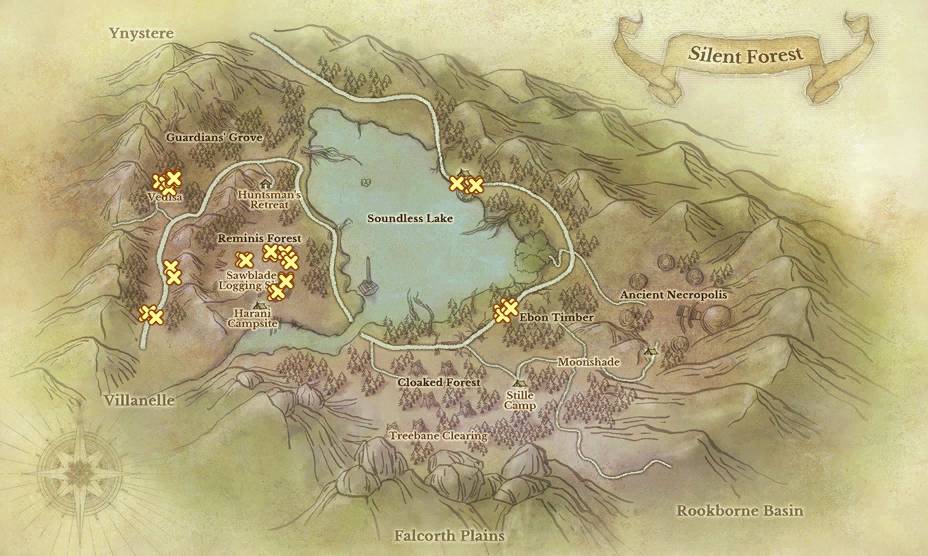 Ynystere
Silent Forest
Guardians' Grove
Vedisa
Huntsman's
Retreat
Soundless Lake
Reminis Forest
Sawblade
Logging
Harani
Campsite
Ancient Necropolis
Ebon Timber
Moonshade
Cloaked Forest
Stille
Camp
Villanelle
Treebane Clearing
Rookborne Basin
Falcorth Plains